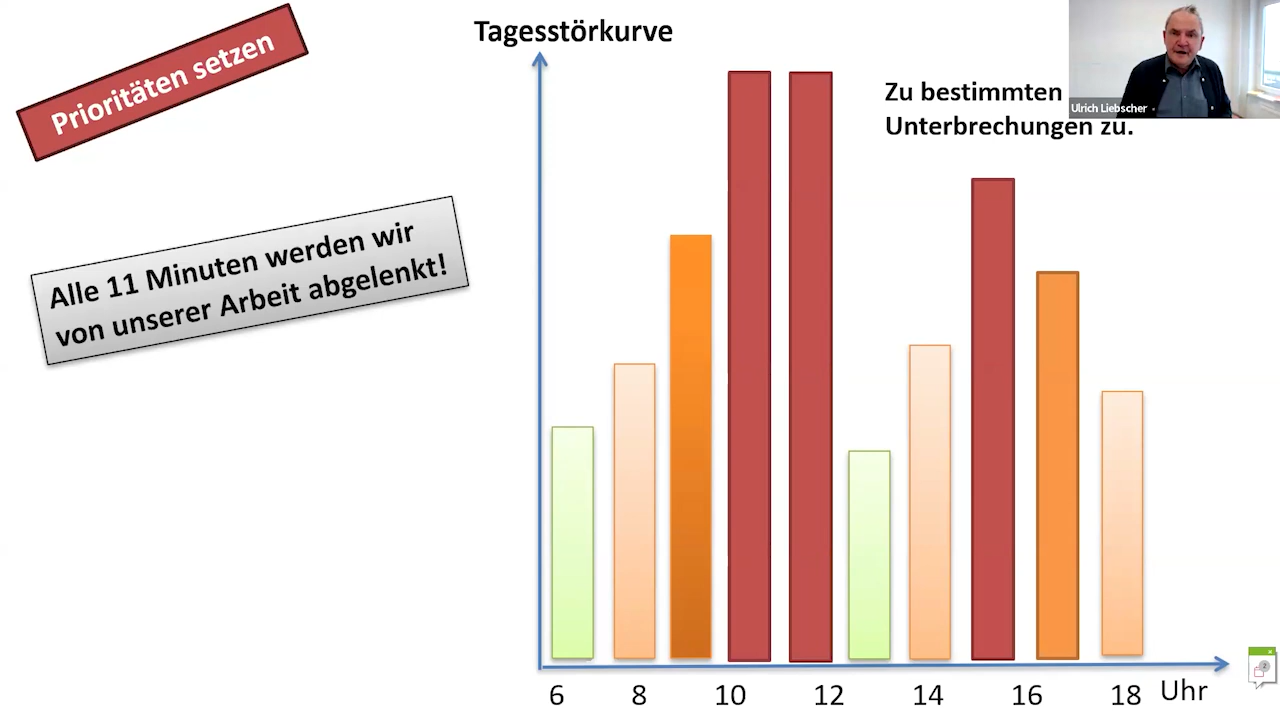 Prioritäten setzen
Tagesstörkurve
Zu bestimmten
Unterbrechungen zu.
Ulrich Liebscher
Alle 11 Minuten werden wir
von unserer Arbeit abgelenkt!
6 8 10 12 14 16 18 Uhr
2